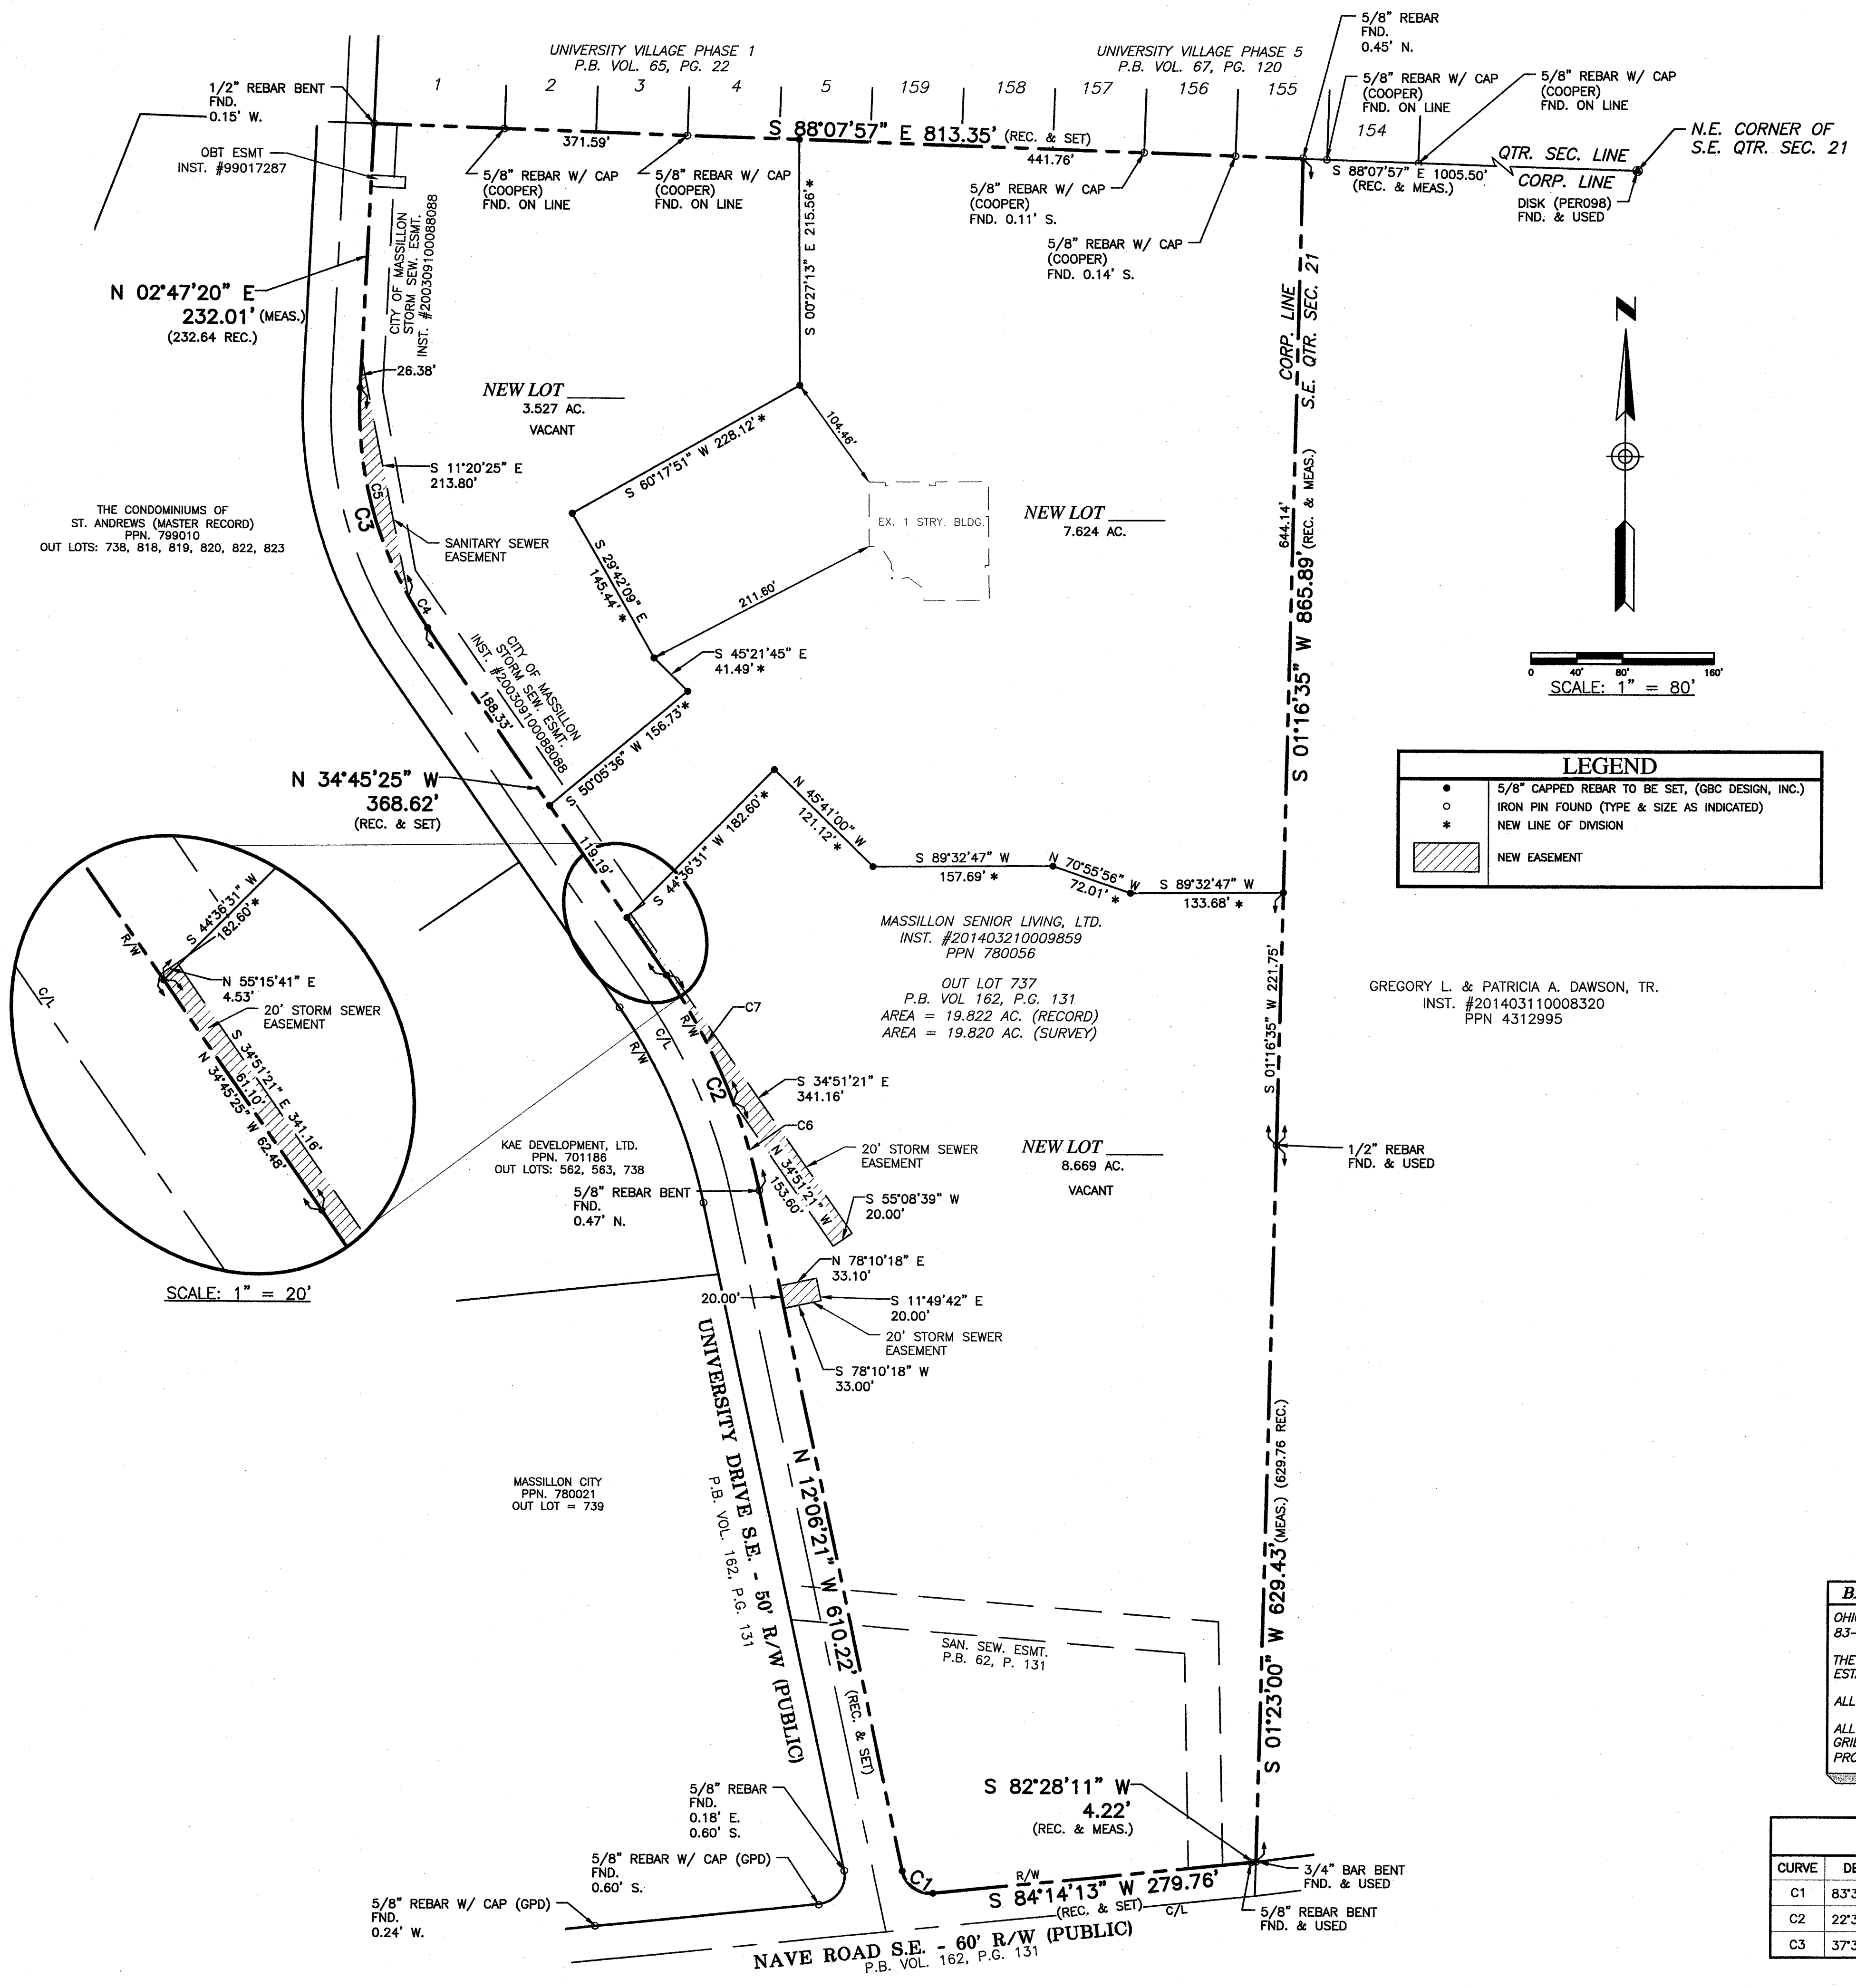 UNIVERSITY VILLAGE PHASE 1
P.B. VOL. 65, PG. 22
UNIVERSITY VILLAGE PHASE 5
P.B. VOL. 67, PG. 120
5/8" REBAR
FND.
0.45' N.
1/2" REBAR BENT
FND.
0.15' W.
1
2
3
4
5
159
158
157
156
155
154
5/8" REBAR W/ CAP
(COOPER)
FND. ON LINE
5/8" REBAR W/ CAP
(COOPER)
FND. ON LINE
N.E. CORNER OF
S.E. QTR. SEC. 21
S 88°07'57" E 813.35' (REC. & SET)
371.59'
441.76'
QTR. SEC. LINE
S 88°07'57" E 1005.50'
(REC. & MEAS.)
CORP. LINE
DISK (PER098)
FND. & USED
OBT ESMT
INST. #99017287
5/8" REBAR W/ CAP
(COOPER)
FND. ON LINE
5/8" REBAR W/ CAP
(COOPER)
FND. ON LINE
5/8" REBAR W/ CAP
(COOPER)
FND. 0.11' S.
5/8" REBAR W/ CAP
(COOPER)
FND. 0.14' S.
S 00°27'13" E 215.56' *
CITY OF MASSILLON
STORM SEW. ESMT.
INST. #200309100088088
N 02°47'20" E
232.01' (MEAS.)
(232.64 REC.)
26.38'
CORP. LINE
S.E. QTR. SEC. 21
N
NEW LOT
3.527 AC.
VACANT
S 60°17'51" W 228.12' *
104.46'
S 11°20'25" E
213.80'
C5
C3
THE CONDOMINIUMS OF
ST. ANDREWS (MASTER RECORD)
PPN. 799010
OUT LOTS: 738, 818, 819, 820, 822, 823
SANITARY SEWER
EASEMENT
EX. 1 STRY. BLDG.
NEW LOT
7.624 AC.
644.14'
S 01°16'35" W 865.89' (REC. & MEAS.)
S 29°42'09" E
145.44' *
211.60'
C4
S 45°21'45" E
41.49' *
CITY OF MASSILLON
STORM SEW. ESMT.
INST. #200309100088088
188.33'
0 40' 80' 160'
SCALE: 1" = 80'
S 50°05'36" W 156.73' *
N 34°45'25" W
368.62'
(REC. & SET)
119.19'
S 44°36'31" W 182.60' *
N 45°41'00" W
121.12' *
S 89°32'47" W
157.69' *
N 70°55'56" W
72.01' *
S 89°32'47" W
133.68' *
LEGEND
● 5/8" CAPPED REBAR TO BE SET, (GBC DESIGN, INC.)
○ IRON PIN FOUND (TYPE & SIZE AS INDICATED)
* NEW LINE OF DIVISION
NEW EASEMENT
S 44°36'31" W
182.60' *
R/W
N 55°15'41" E
4.53'
20' STORM SEWER
EASEMENT
C/L
S 34°51'21" E 341.16'
61.10'
N 34°45'25" W 62.48'
SCALE: 1" = 20'
MASSILLON SENIOR LIVING, LTD.
INST. #201403210009859
PPN 780056
OUT LOT 737
P.B. VOL 162, P.G. 131
AREA = 19.822 AC. (RECORD)
AREA = 19.820 AC. (SURVEY)
S 01°16'35" W 221.75'
GREGORY L. & PATRICIA A. DAWSON, TR.
INST. #201403110008320
PPN 4312995
C7
R/W
C/L
R/W
C2
S 34°51'21" E
341.16'
C6
KAE DEVELOPMENT, LTD.
PPN. 701186
OUT LOTS: 562, 563, 738
20' STORM SEWER
EASEMENT
N 34°51'21" W
153.60'
NEW LOT
8.669 AC.
VACANT
1/2" REBAR
FND. & USED
5/8" REBAR BENT
FND.
0.47' N.
S 55°08'39" W
20.00'
N 78°10'18" E
33.10'
20.00'
S 11°49'42" E
20.00'
20' STORM SEWER
EASEMENT
S 78°10'18" W
33.00'
UNIVERSITY DRIVE S.E. - 50' R/W (PUBLIC)
P.B. VOL. 162, P.G. 131
N 12°06'21" W 610.22' (REC. & SET)
MASSILLON CITY
PPN. 780021
OUT LOT = 739
S 01°23'00" W 629.43' (MEAS.) (629.76 REC.)
SAN. SEW. ESMT.
P.B. 62, P. 131
5/8" REBAR
FND.
0.18' E.
0.60' S.
S 82°28'11" W
4.22'
(REC. & MEAS.)
5/8" REBAR W/ CAP (GPD)
FND.
0.60' S.
5/8" REBAR W/ CAP (GPD)
FND.
0.24' W.
C1
R/W
S 84°14'13" W 279.76'
(REC. & SET)
C/L
3/4" BAR BENT
FND. & USED
5/8" REBAR BENT
FND. & USED
NAVE ROAD S.E. - 60' R/W (PUBLIC)
P.B. VOL. 162, P.G. 131
THE
ALL
ALL
CURVE
C1 83°3
C2 22°3
C3 37°3